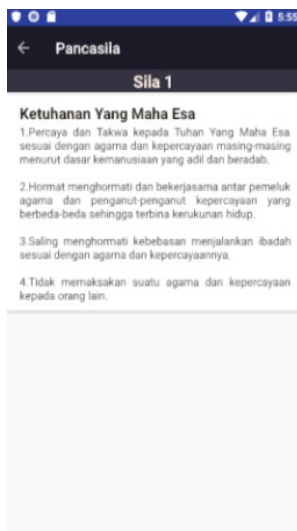 5:55
Pancasila
Sila 1
Ketuhanan Yang Maha Esa
1.Percaya dan Takwa kepada Tuhan Yang Maha Esa
sesuai dengan agama dan kepercayaan masing-masing
menurut dasar kemanusiaan yang adil dan beradab.
2.Hormat menghormati dan bekerjasama antar pemeluk
agama dan penganut-penganut kepercayaan yang
berbeda-beda sehingga terbina kerukunan hidup.
3.Saling menghormati kebebasan menjalankan ibadah
sesuai dengan agama dan kepercayaannya.
4.Tidak memaksakan suatu agama dan kepercayaan
kepada orang lain.